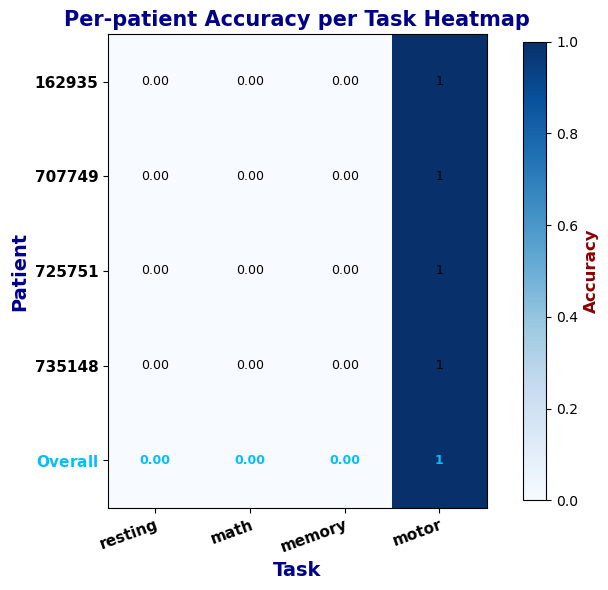 Per-patient Accuracy per Task Heatmap
162935 0.00 0.00 0.00 1
707749 0.00 0.00 0.00 1
725751 0.00 0.00 0.00 1
735148 0.00 0.00 0.00 1
Overall 0.00 0.00 0.00 1
resting math memory motor
Task
Patient
1.0
0.8
0.6
0.4
0.2
0.0
Accuracy